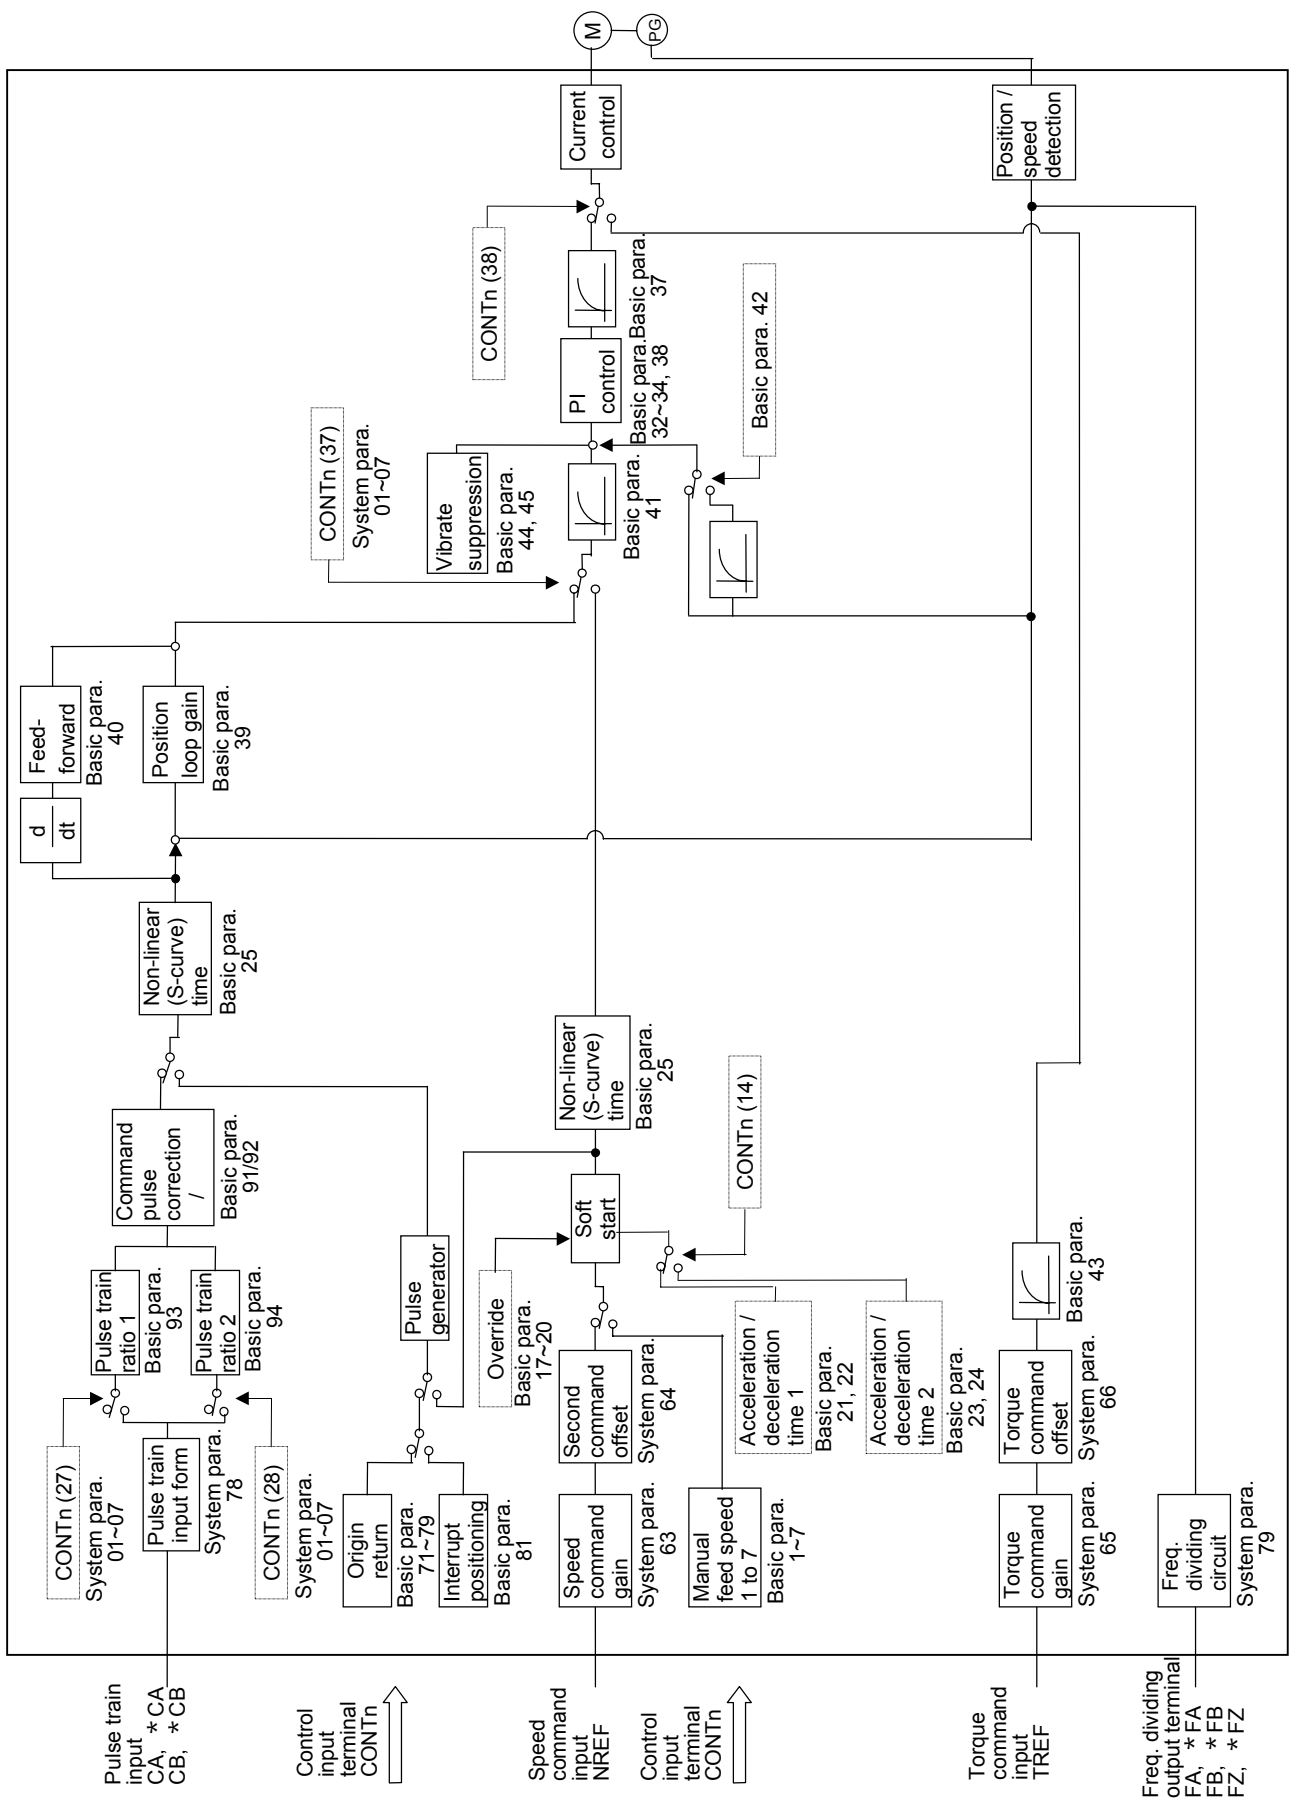 Pulse train
input
CA, *CA
CB, *CB
CONTn (27)
System para.
01~07
Pulse train
input form
System para.
78
CONTn (28)
System para.
01~07
Pulse train
ratio 1
Basic para.
93
Pulse train
ratio 2
Basic para.
94
Command
pulse
correction
/
Basic para.
91/92
Non-linear
(S-curve)
time
Basic para.
25
d
dt
Feed-
forward
Basic para.
40
Position
loop gain
Basic para.
39
Control
input
terminal
CONTn
Origin
return
Basic para.
71~79
Interrupt
positioning
Basic para.
81
Pulse
generator
CONTn (37)
System para.
01~07
Vibrate
suppression
Basic para.
44, 45
CONTn (38)
Speed
command
input
NREF
Speed
command
gain
System para.
63
Second
command
offset
System para.
64
Override
Basic para.
17~20
Soft
start
Non-linear
(S-curve)
time
Basic para.
25
Basic para.
41
PI
control
Basic para.
32~34, 38
Basic para.
37
Current
control
M
PG
Control
input
terminal
CONTn
Manual
feed speed
1 to 7
Basic para.
1~7
Acceleration /
deceleration
time 1
Basic para.
21, 22
Acceleration /
deceleration
time 2
Basic para.
23, 24
CONTn (14)
Basic para. 42
Torque
command
input
TREF
Torque
command
gain
System para.
65
Torque
command
offset
System para.
66
Basic para.
43
Position /
speed
detection
Freq. dividing
output terminal
FA, *FA
FB, *FB
FZ, *FZ
Freq.
dividing
circuit
System para.
79